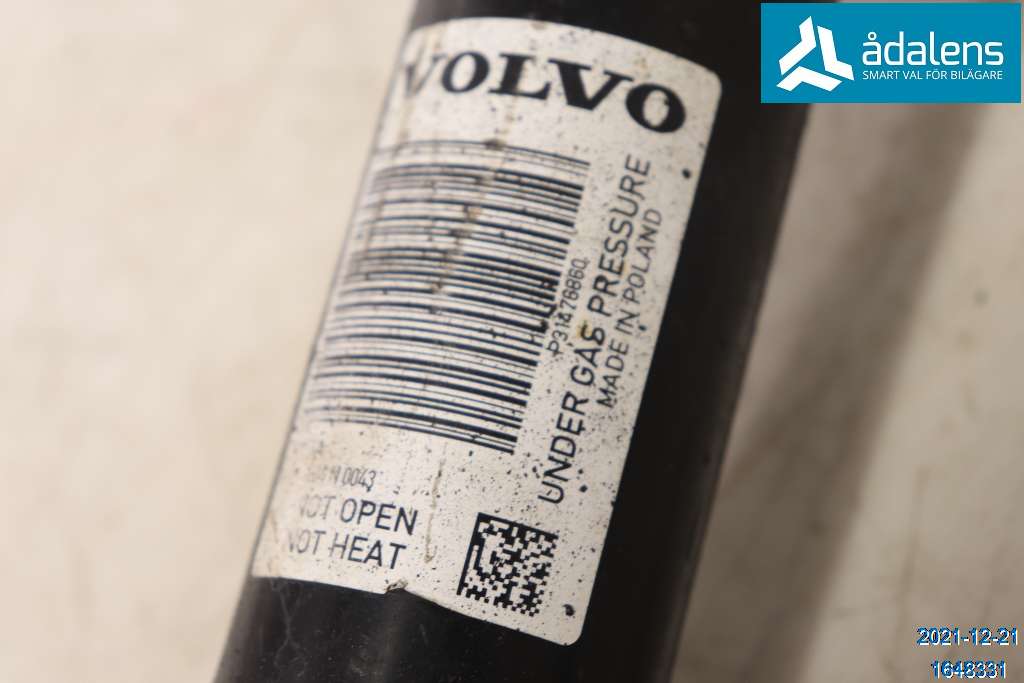 ådalens
SMART VAL FÖR BILÄGARE
VOLVO
UNDER GAS PRESSURE
MADE IN POLAND
0043
NOT OPEN
NOT HEAT
2021-12-21
1648331